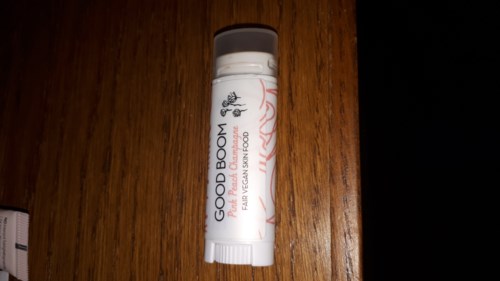 GOOD BOOM
Pink Peach Champagne
FAIR VEGAN SKIN FOOD